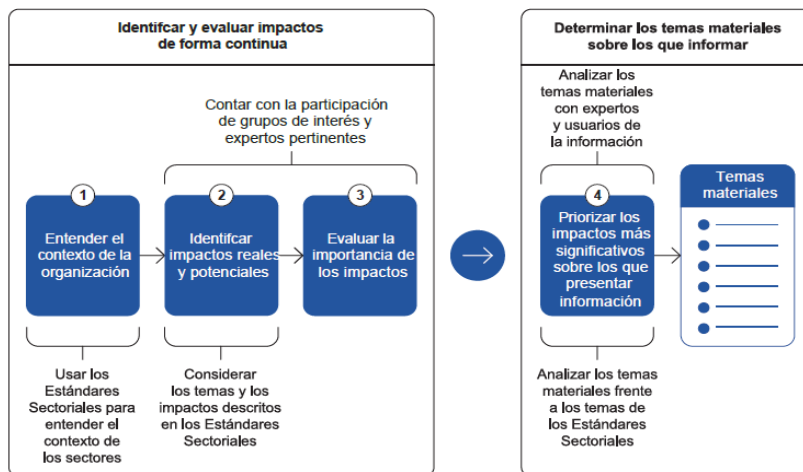 Identifcar y evaluar impactos
de forma continua
Contar con la participación
de grupos de interés y
expertos pertinentes
1
Entender el
contexto de la
organización
2
Identifcar
impactos reales
y potenciales
3
Evaluar la
importancia de
los impactos
Usar los
Estándares
Sectoriales para
entender el
contexto de
los sectores
Considerar
los temas y los
impactos descritos
en los Estándares
Sectoriales
Determinar los temas materiales
sobre los que informar
Analizar los
temas materiales
con expertos
y usuarios de
la información
4
Priorizar los
impactos más
significativos
sobre los que
presentar
información
Temas
materiales
Analizar los temas
materiales frente
a los temas de
los Estándares
Sectoriales